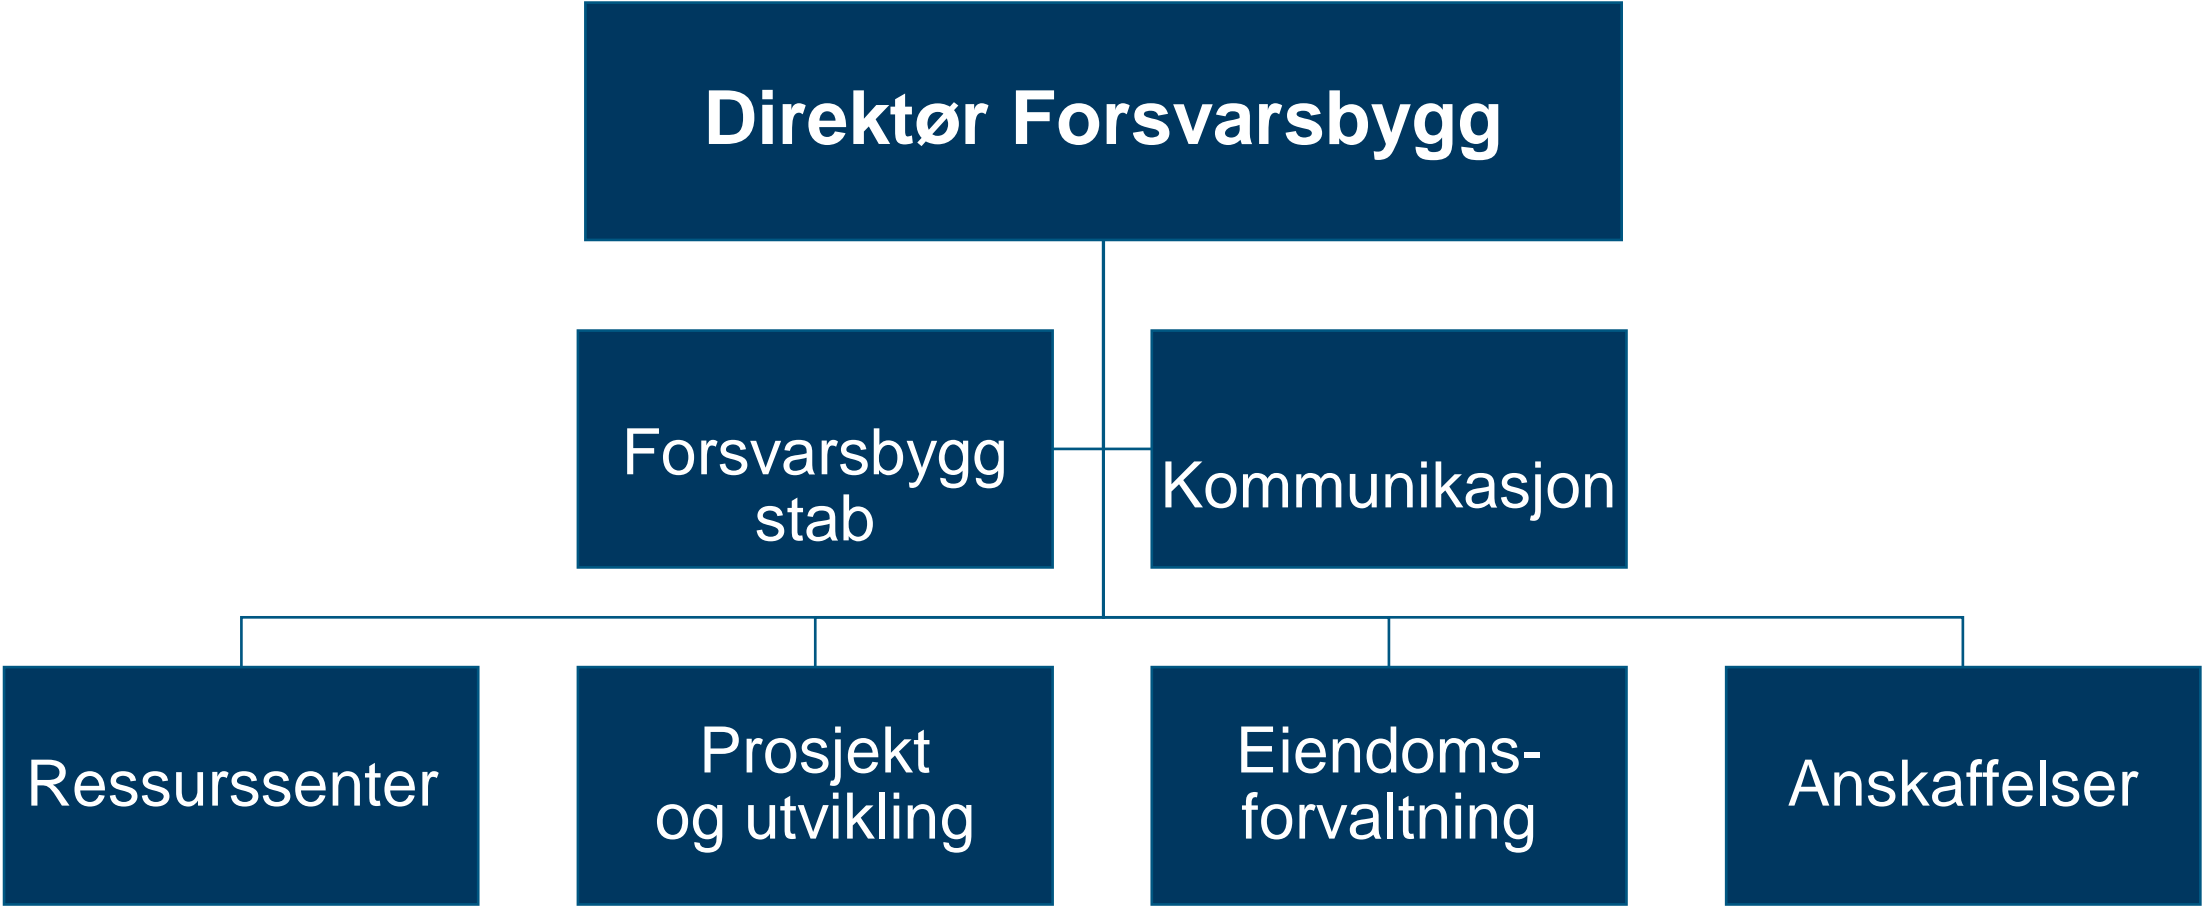 Direktør Forsvarsbygg
Forsvarsbygg
stab
Kommunikasjon
Ressurssenter
Prosjekt
og utvikling
Eiendoms-
forvaltning
Anskaffelser